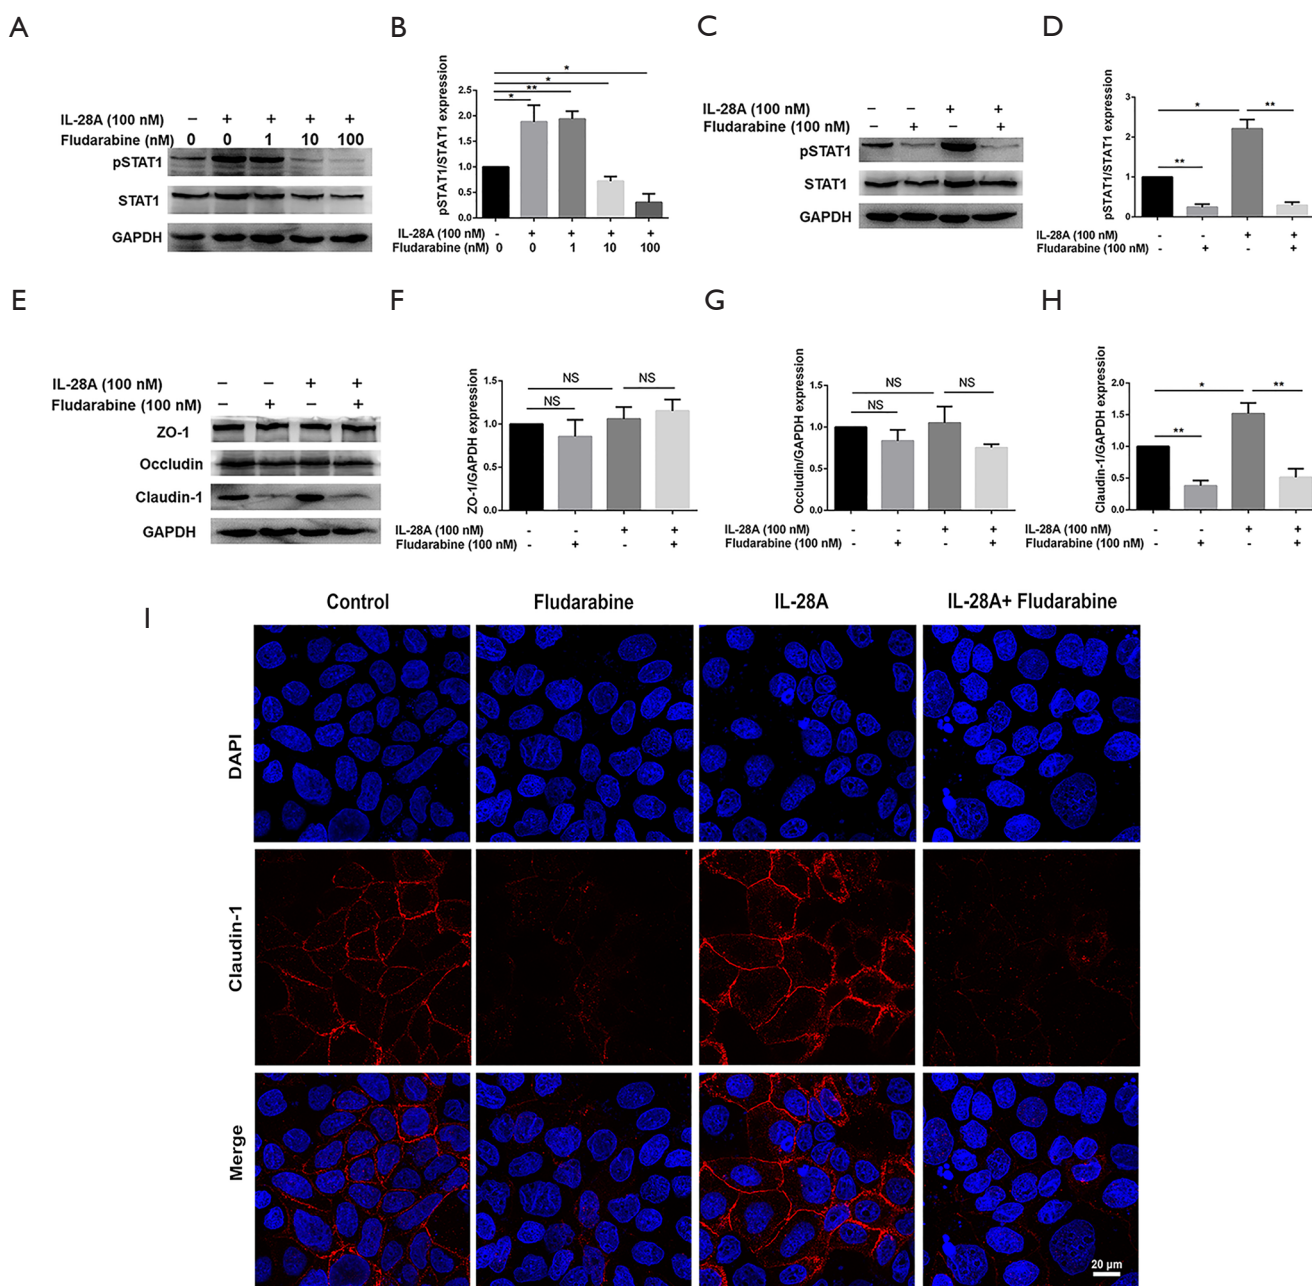 A
IL-28A (100 nM) – + + + +
Fludarabine (nM) 0 0 1 10 100
pSTAT1
STAT1
GAPDH
B
pSTAT1/STAT1 expression
2.5
2.0
1.5
1.0
0.5
0.0
*
**
*
*
IL-28A (100 nM) - + + + +
Fludarabine (nM) 0 0 1 10 100
C
IL-28A (100 nM) – – + +
Fludarabine (100 nM) – + – +
pSTAT1
STAT1
GAPDH
D
pSTAT1/STAT1 expression
3
2
1
0
* **
**
IL-28A (100 nM) - - + +
Fludarabine (100 nM) - + - +
E
IL-28A (100 nM) – – + +
Fludarabine (100 nM) – + – +
ZO-1
Occludin
Claudin-1
GAPDH
F
ZO-1/GAPDH expression
1.5
1.0
0.5
0.0
NS NS
NS
IL-28A (100 nM) - - + +
Fludarabine (100 nM) - + - +
G
Occludin/GAPDH expression
1.5
1.0
0.5
0.0
NS NS
NS
IL-28A (100 nM) - - + +
Fludarabine (100 nM) - + - +
H
Claudin-1/GAPDH expression
2.0
1.5
1.0
0.5
0.0
* **
**
IL-28A (100 nM) - - + +
Fludarabine (100 nM) - + - +
I
Control Fludarabine IL-28A IL-28A+ Fludarabine
DAPI
Claudin-1
Merge
20 μm